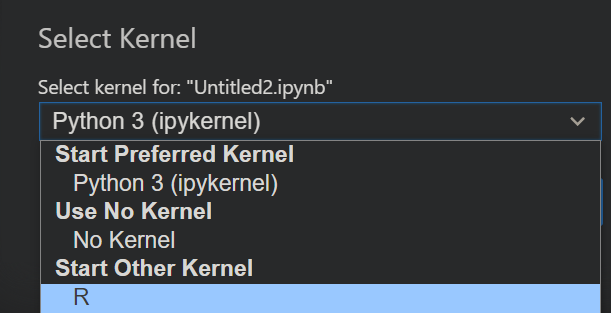 Select Kernel
Select kernel for: "Untitled2.ipynb"
Python 3 (ipykernel)
Start Preferred Kernel
Python 3 (ipykernel)
Use No Kernel
No Kernel
Start Other Kernel
R